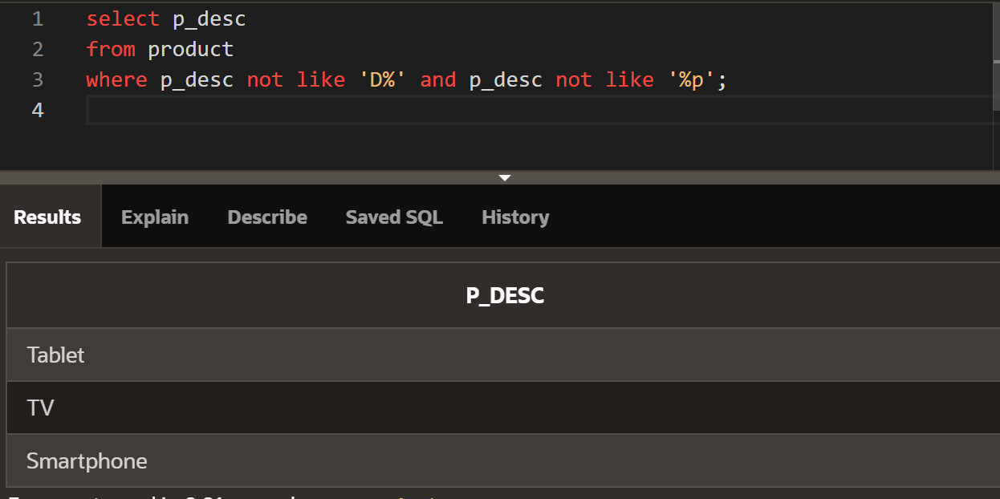 1 select p_desc
2 from product
3 where p_desc not like 'D%' and p_desc not like '%p';
4
Results Explain Describe Saved SQL History
P_DESC
Tablet
TV
Smartphone